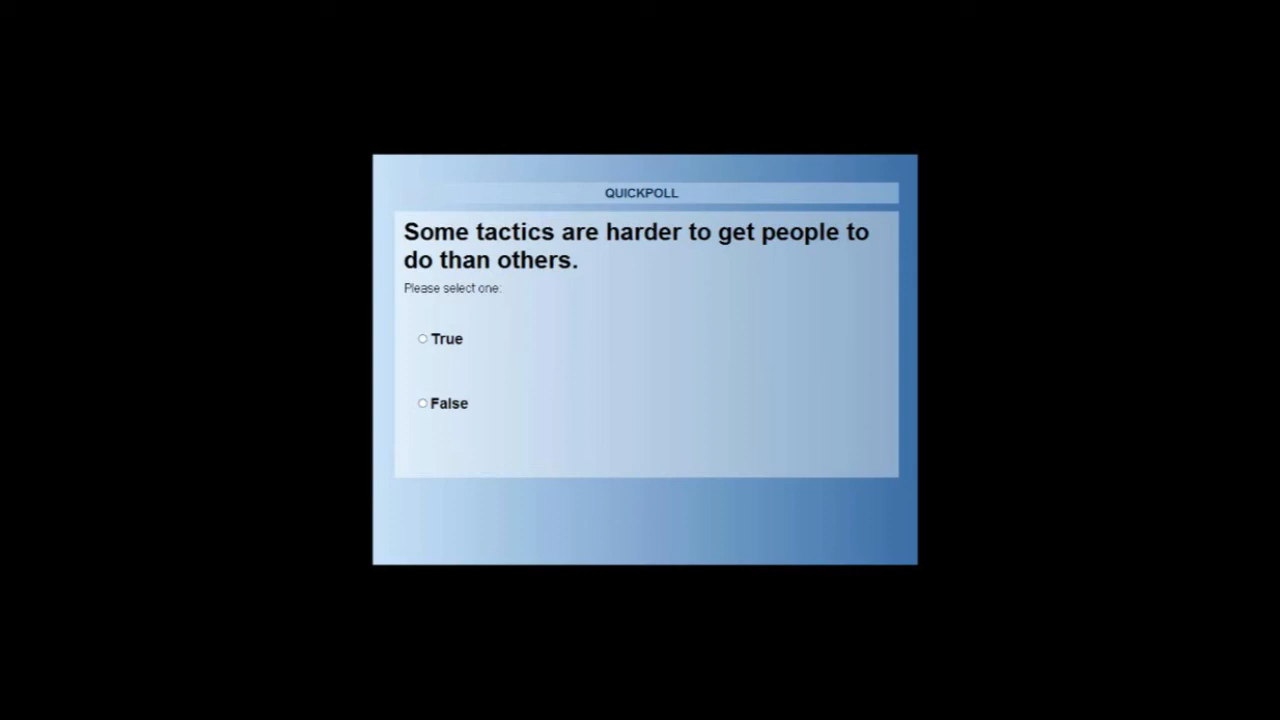 QUICKPOLL
Some tactics are harder to get people to
do than others.
Please select one:
True
False